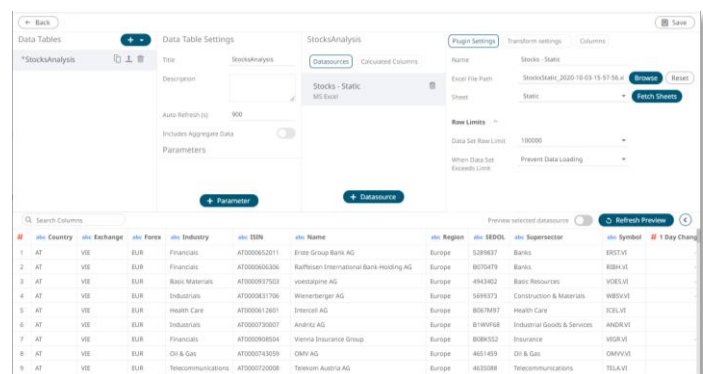 ← Back
Save
Data Tables
+
*StocksAnalysis
Data Table Settings
Title
StocksAnalysis
Description
Auto Refresh (s)
900
Includes Aggregate Data
Parameters
+ Parameter
StocksAnalysis
Datasources
Calculated Columns
Stocks - Static
MS Excel
+ Datasource
Plugin Settings
Transform settings
Columns
Name
Stocks - Static
Excel File Path
StocksStatic_2020-10-03-15-57-56.x
Browse
Reset
Sheet
Static
Fetch Sheets
Row Limits
Data Set Row Limit
100000
When Data Set
Exceeds Limit
Prevent Data Loading
Search Columns
Preview selected datasource
Refresh Preview
# abc Country abc Exchange abc Forex abc Industry abc ISIN abc Name abc Region abc SEDOL abc Supersector abc Symbol # 1 Day Chang
1 AT VIE EUR Financials AT0000652011 Erste Group Bank AG Europe 5289837 Banks ERST.VI
2 AT VIE EUR Financials AT0000606306 Raiffeisen International Bank-Holding AG Europe B0704T9 Banks RIBH.VI
3 AT VIE EUR Basic Materials AT0000937503 voestalpine AG Europe 4943402 Basic Resources VOES.VI
4 AT VIE EUR Industrials AT0000831706 Wienerberger AG Europe 5699373 Construction & Materials WBSV.VI
5 AT VIE EUR Health Care AT0000612601 Intercell AG Europe B067M97 Health Care ICEL.VI
6 AT VIE EUR Industrials AT0000730007 Andritz AG Europe B1WVF68 Industrial Goods & Services ANDR.VI
7 AT VIE EUR Financials AT0000908504 Vienna Insurance Group Europe B0BKSS2 Insurance VIGR.VI
8 AT VIE EUR Oil & Gas AT0000743059 OMV AG Europe 4651459 Oil & Gas OMVV.VI
9 AT VIE EUR Telecommunications AT0000720008 Telekom Austria AG Europe 4635088 Telecommunications TELA.VI